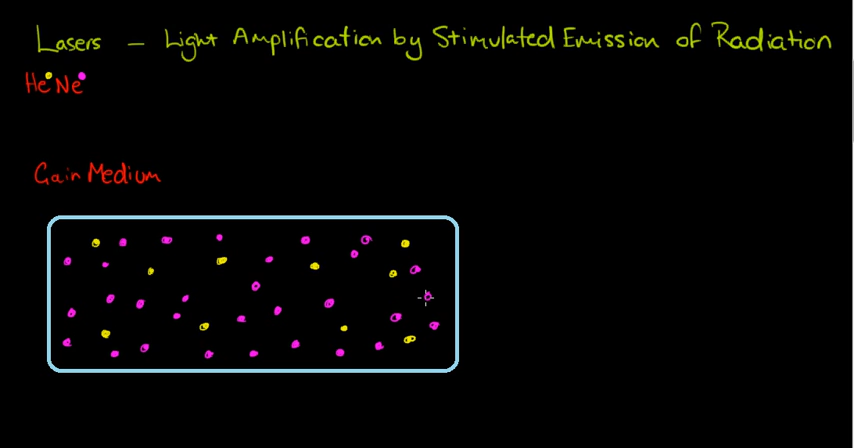 Lasers - Light Amplification by Stimulated Emission of Radiation
HeNe
Gain Medium